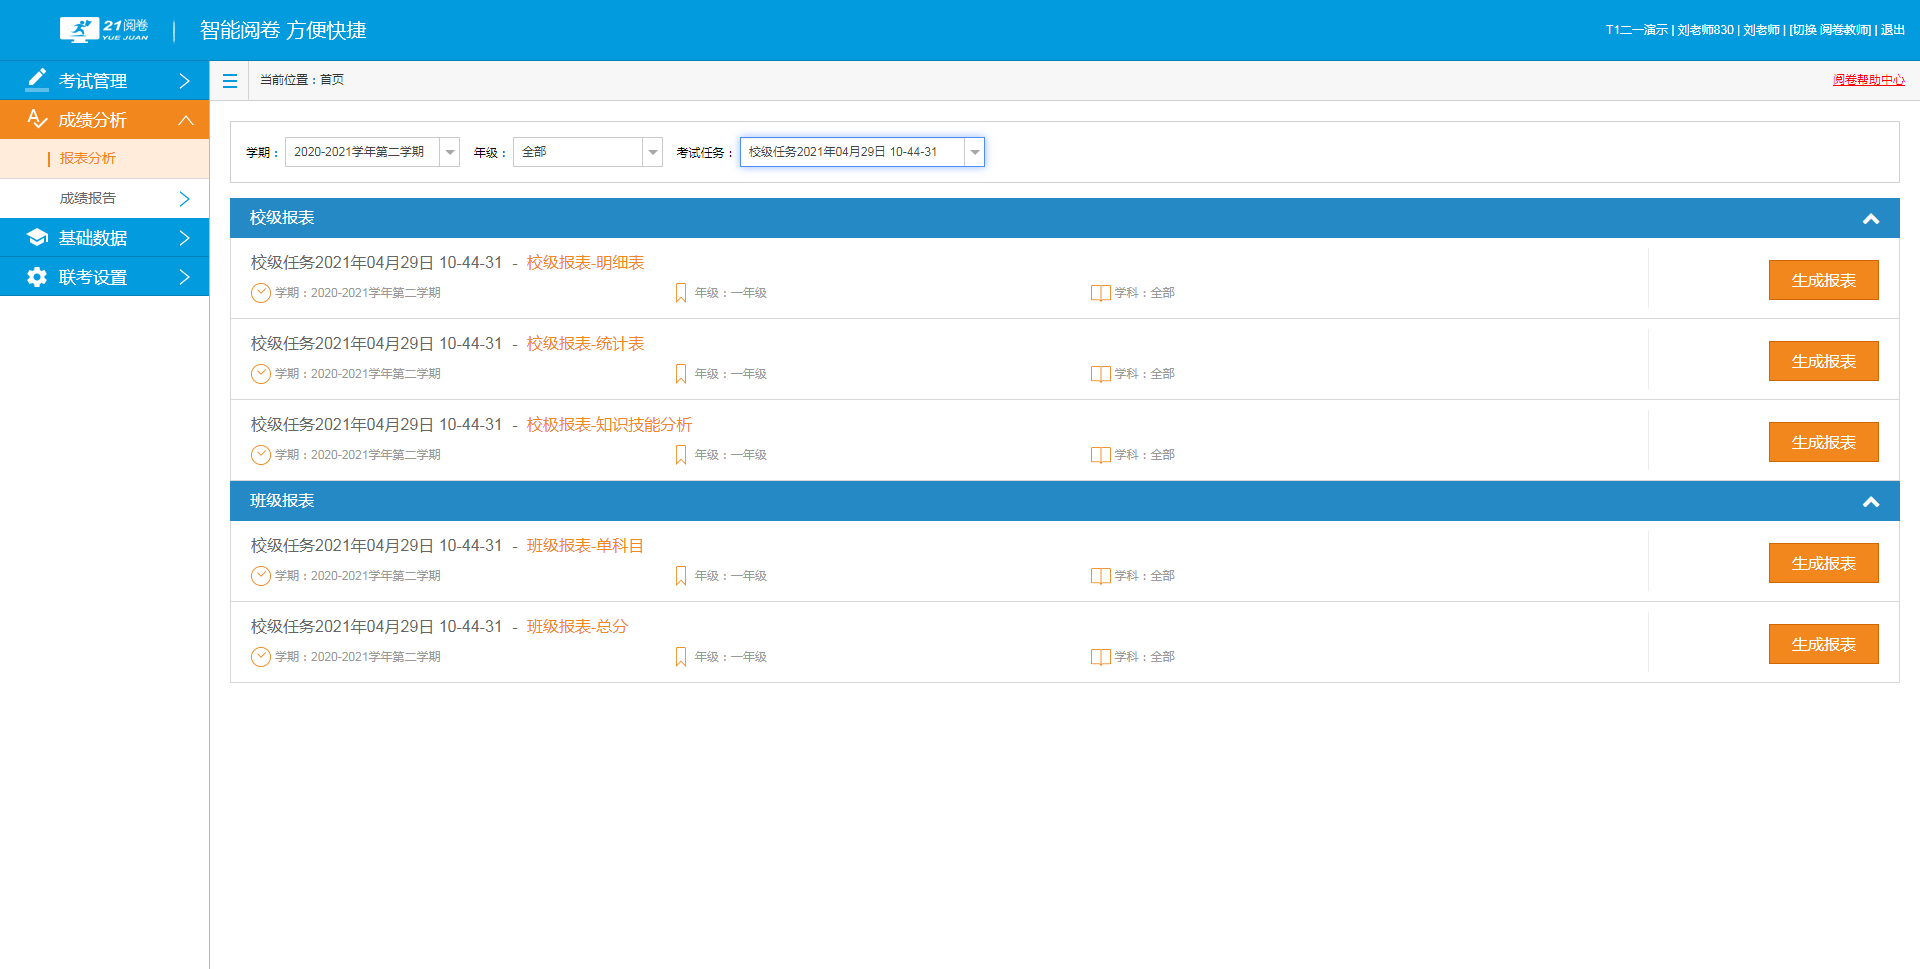 21阅卷
YUE JUAN
智能阅卷 方便快捷
T1二一演示 | 刘老师830 | 刘老师 | [切换 阅卷教师] | 退出
考试管理
成绩分析
报表分析
成绩报告
基础数据
联考设置
当前位置：首页
阅卷帮助中心
学期： 2020-2021学年第二学期 年级： 全部 考试任务： 校级任务2021年04月29日 10-44-31
校级报表
校级任务2021年04月29日 10-44-31 - 校级报表-明细表
学期：2020-2021学年第二学期 年级：一年级 学科：全部
生成报表
校级任务2021年04月29日 10-44-31 - 校级报表-统计表
学期：2020-2021学年第二学期 年级：一年级 学科：全部
生成报表
校级任务2021年04月29日 10-44-31 - 校极报表-知识技能分析
学期：2020-2021学年第二学期 年级：一年级 学科：全部
生成报表
班级报表
校级任务2021年04月29日 10-44-31 - 班级报表-单科目
学期：2020-2021学年第二学期 年级：一年级 学科：全部
生成报表
校级任务2021年04月29日 10-44-31 - 班级报表-总分
学期：2020-2021学年第二学期 年级：一年级 学科：全部
生成报表